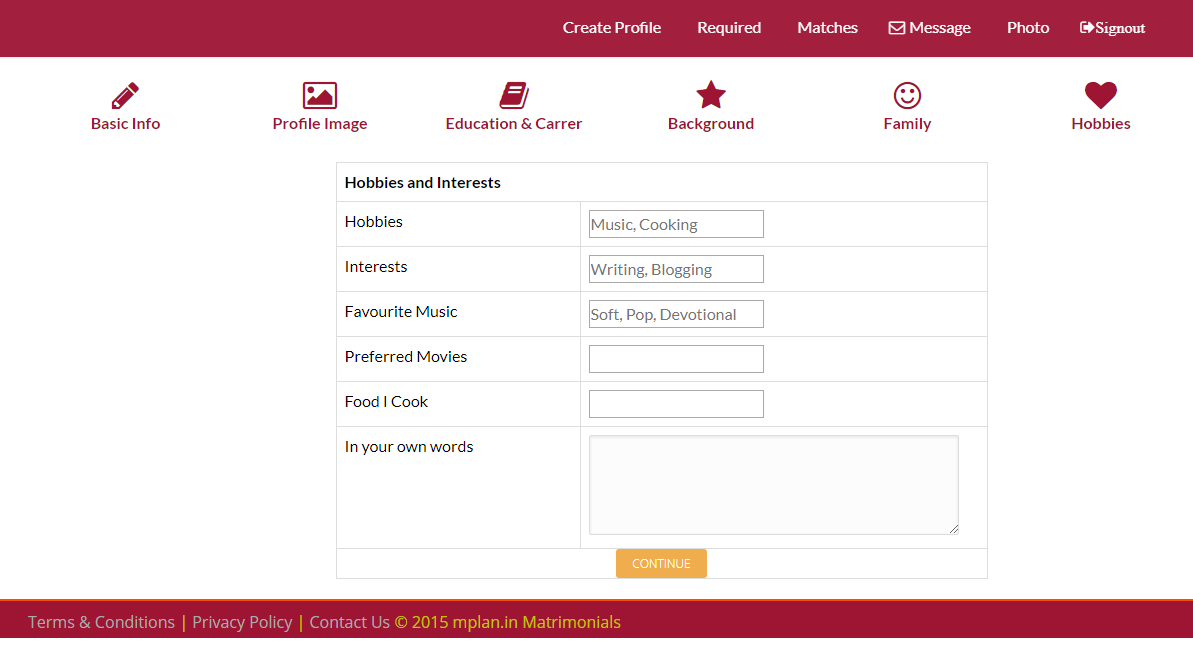 Create Profile Required Matches Message Photo Signout
Basic Info Profile Image Education & Carrer Background Family Hobbies
Hobbies and Interests
Hobbies Music, Cooking
Interests Writing, Blogging
Favourite Music Soft, Pop, Devotional
Preferred Movies
Food I Cook
In your own words
CONTINUE
Terms & Conditions | Privacy Policy | Contact Us © 2015 mplan.in Matrimonials